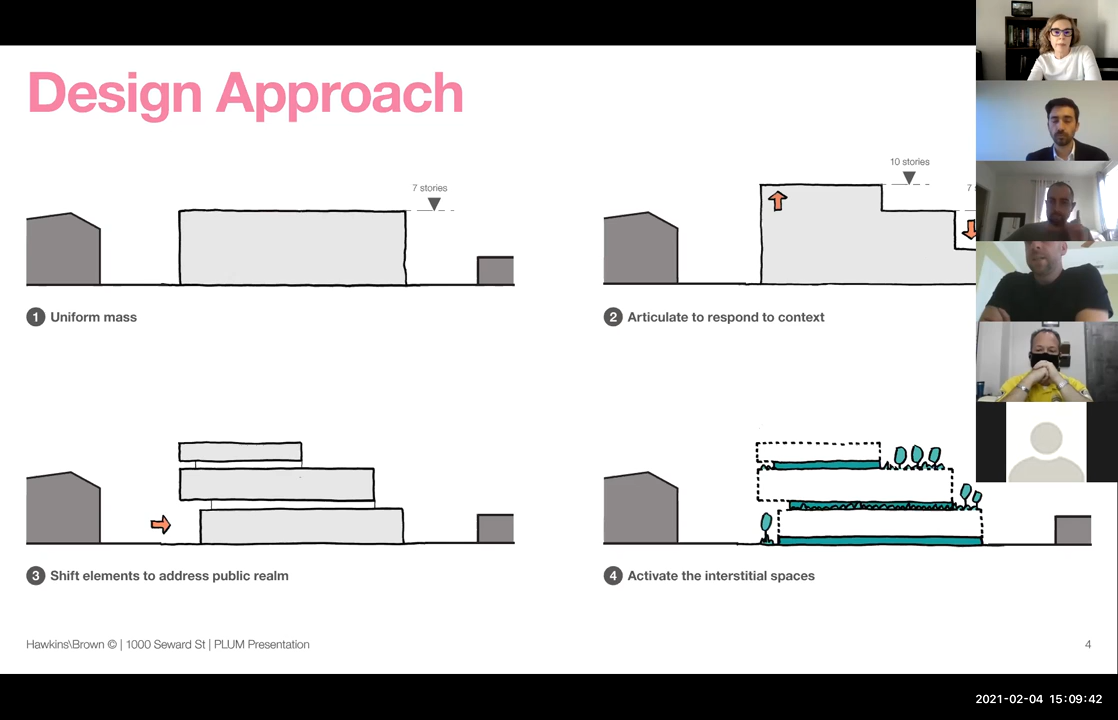 Design Approach
7 stories
10 stories
7
1 Uniform mass
2 Articulate to respond to context
3 Shift elements to address public realm
4 Activate the interstitial spaces
Hawkins\Brown © | 1000 Seward St | PLUM Presentation
4
2021-02-04 15:09:42